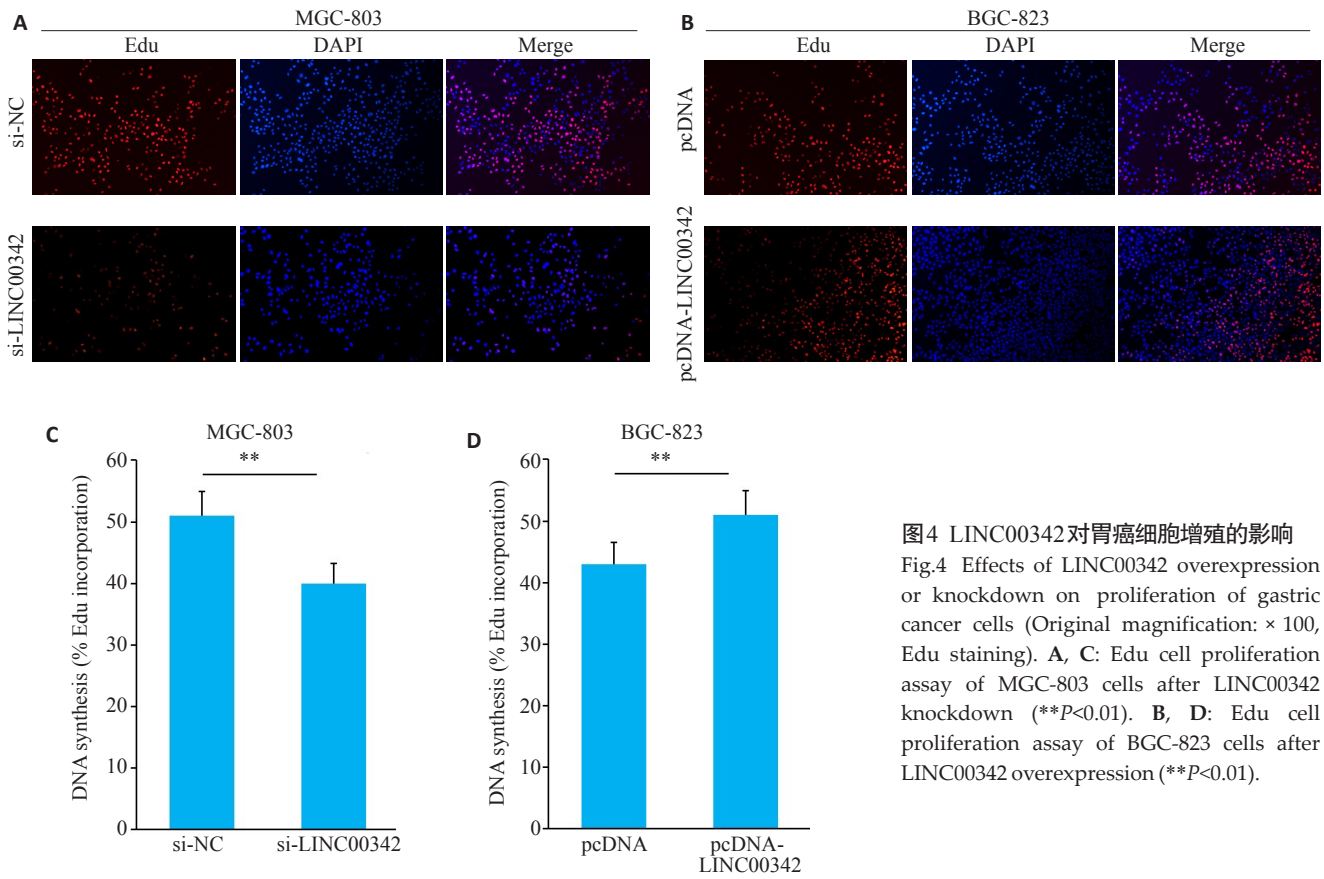 A
MGC-803
Edu DAPI Merge
si-NC
si-LINC00342
B
BGC-823
Edu DAPI Merge
pcDNA
pcDNA-LINC00342
C
MGC-803
**
DNA synthesis (% Edu incorporation)
60
50
40
30
20
10
0
si-NC si-LINC00342
D
BGC-823
**
DNA synthesis (% Edu incorporation)
60
50
40
30
20
10
0
pcDNA pcDNA-
LINC00342
图4 LINC00342对胃癌细胞增殖的影响
Fig.4 Effects of LINC00342 overexpression
or knockdown on proliferation of gastric
cancer cells (Original magnification: × 100,
Edu staining). A, C: Edu cell proliferation
assay of MGC-803 cells after LINC00342
knockdown (**P<0.01). B, D: Edu cell
proliferation assay of BGC-823 cells after
LINC00342 overexpression (**P<0.01).